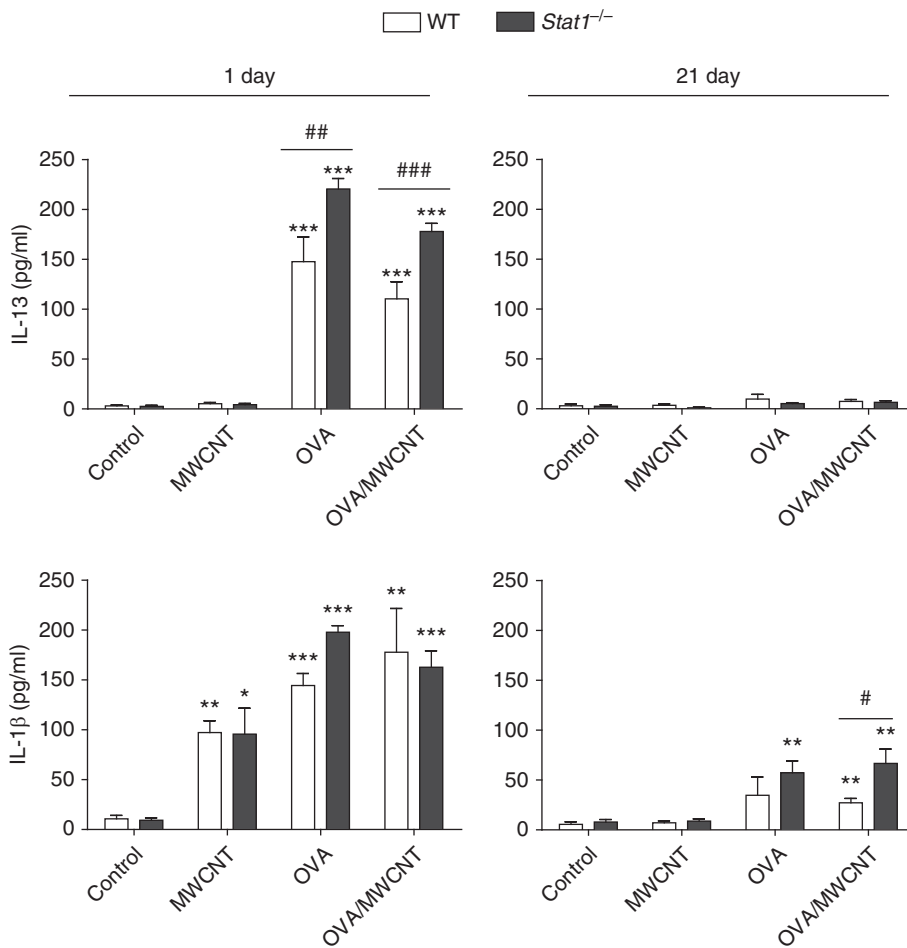 WT Stat1–/–
1 day 21 day
## ###
*** *** *** ***
IL-13 (pg/ml)
250
200
150
100
50
0
Control MWCNT OVA OVA/MWCNT
250
200
150
100
50
0
Control MWCNT OVA OVA/MWCNT
IL-1β (pg/ml)
250
200
150
100
50
0
** * *** *** ** ***
Control MWCNT OVA OVA/MWCNT
250
200
150
100
50
0
#
** ** **
Control MWCNT OVA OVA/MWCNT